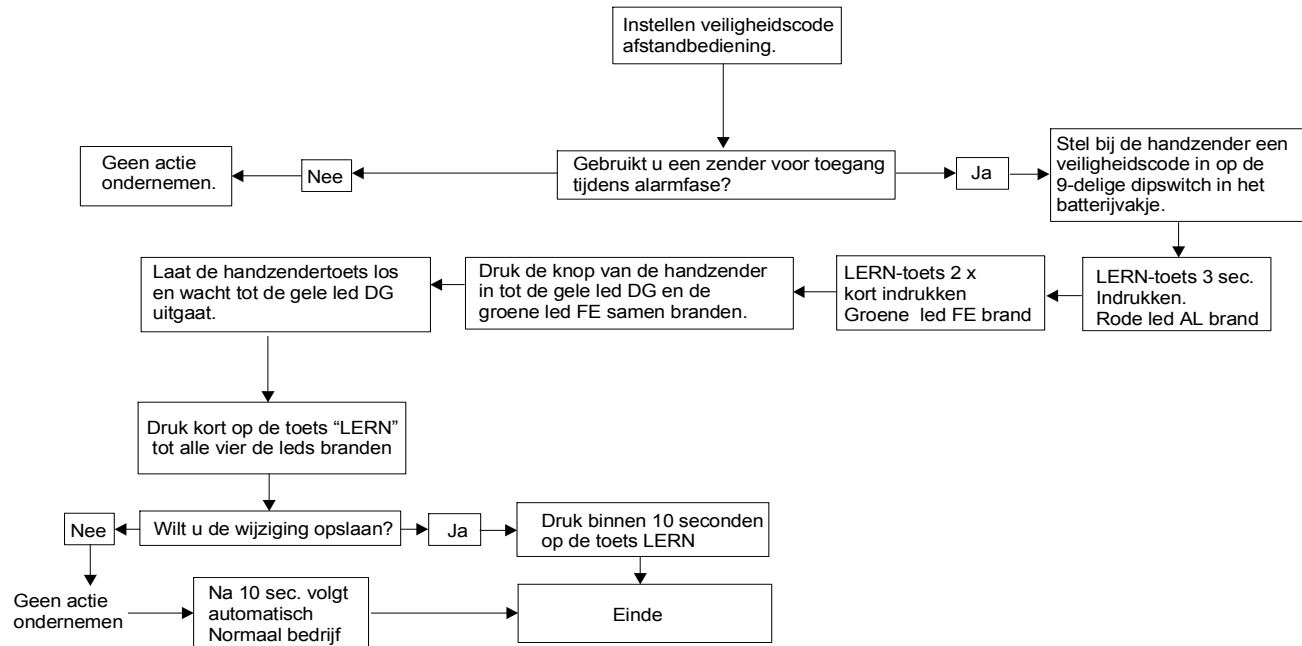 Instellen veiligheidscode
afstandbediening.
Geen actie
ondernemen.
Nee
Gebruikt u een zender voor toegang
tijdens alarmfase?
Ja
Stel bij de handzender een
veiligheidscode in op de
9-delige dipswitch in het
batterijvakje.
LERN-toets 3 sec.
Indrukken.
Rode led AL brand
LERN-toets 2 x
kort indrukken
Groene led FE brand
Druk de knop van de handzender
in tot de gele led DG en de
groene led FE samen branden.
Laat de handzendertoets los
en wacht tot de gele led DG
uitgaat.
Druk kort op de toets “LERN”
tot alle vier de leds branden
Nee
Wilt u de wijziging opslaan?
Ja
Druk binnen 10 seconden
op de toets LERN
Geen actie
ondernemen
Na 10 sec. volgt
automatisch
Normaal bedrijf
Einde